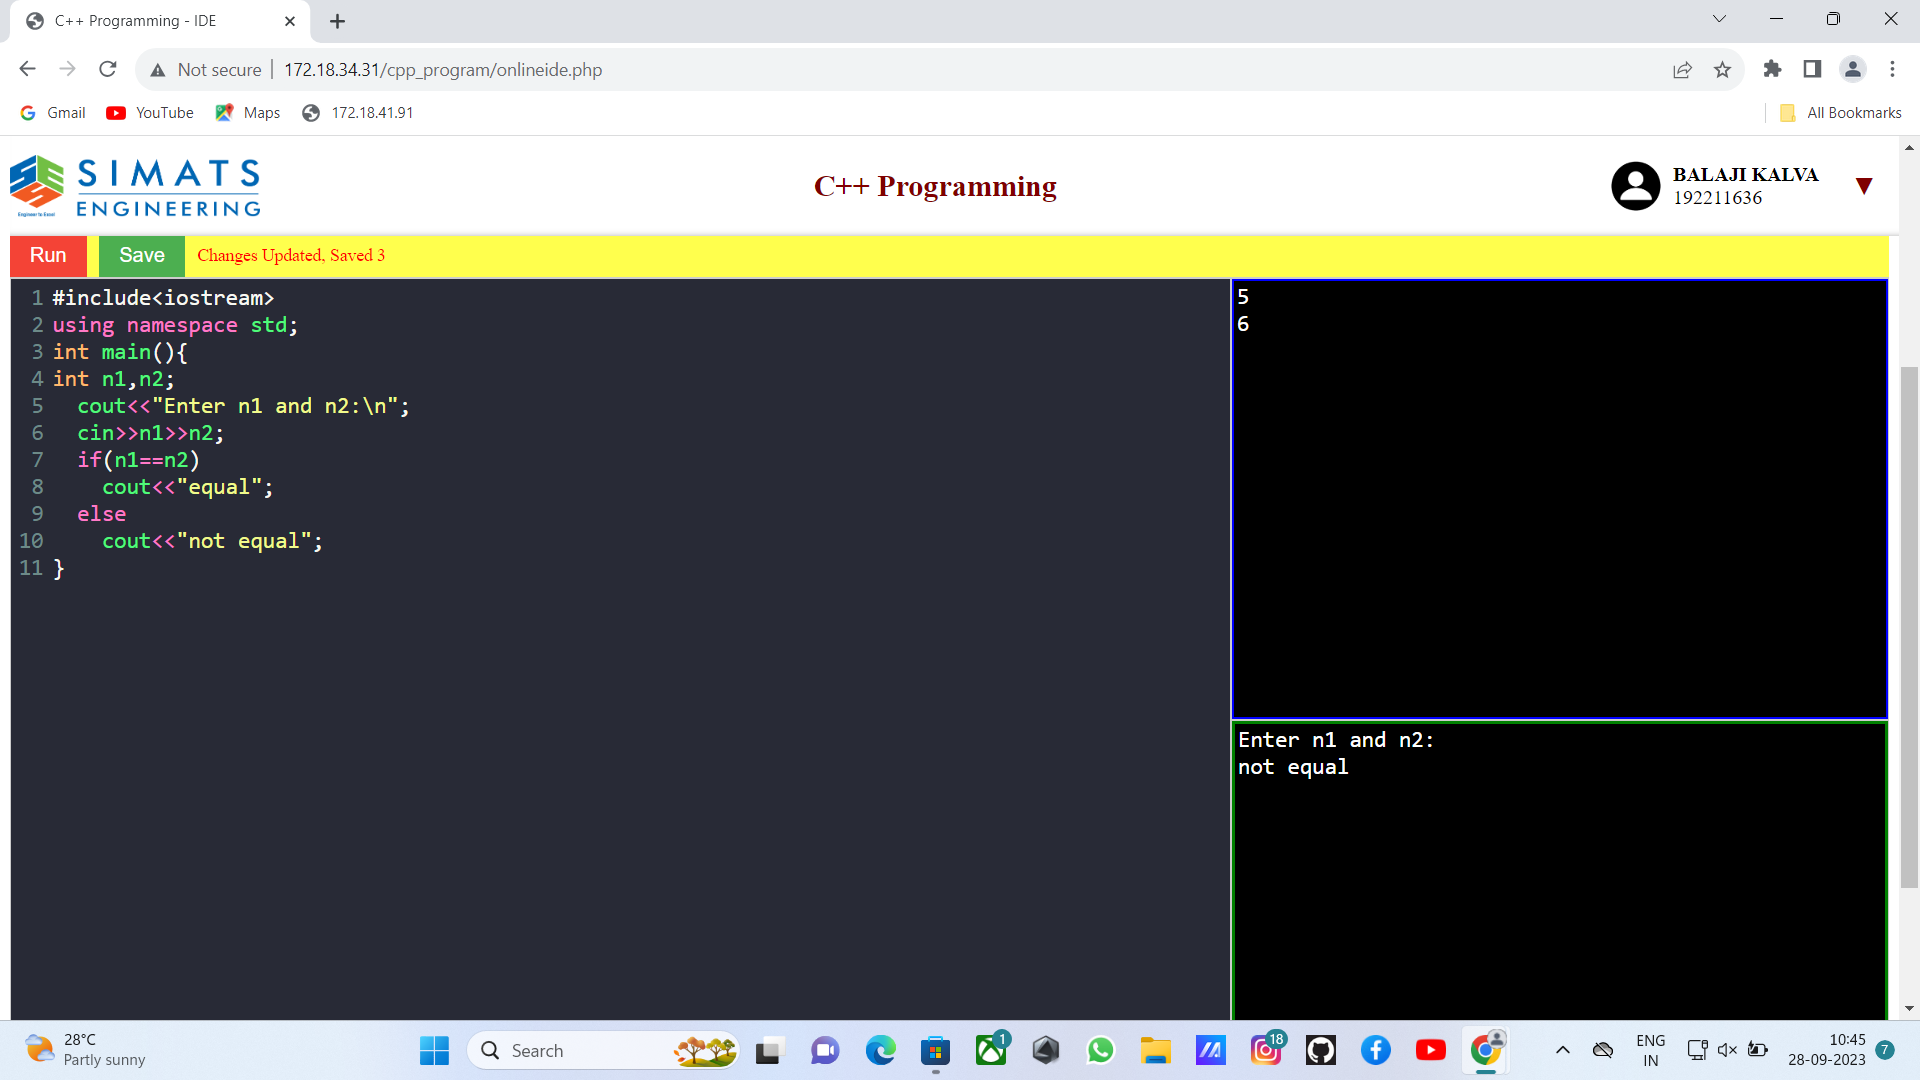 C++ Programming - IDE
Not secure | 172.18.34.31/cpp_program/onlineide.php
Gmail YouTube Maps 172.18.41.91 All Bookmarks
SIMATS
ENGINEERING
Engineer to Excel
C++ Programming
BALAJI KALVA
192211636
Run Save Changes Updated, Saved 3
1 #include<iostream>
2 using namespace std;
3 int main(){
4 int n1,n2;
5 cout<<"Enter n1 and n2:\n";
6 cin>>n1>>n2;
7 if(n1==n2)
8 cout<<"equal";
9 else
10 cout<<"not equal";
11 }
5
6
Enter n1 and n2:
not equal
28°C
Partly sunny
Search
1
18
ENG
IN
10:45
28-09-2023
7